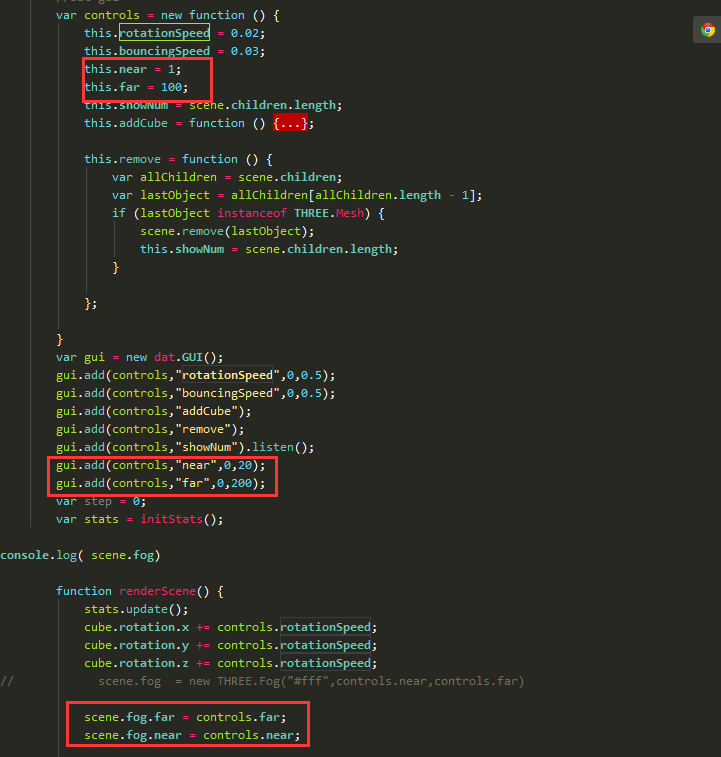 var controls = new function () {
this.rotationSpeed = 0.02;
this.bouncingSpeed = 0.03;
this.near = 1;
this.far = 100;
this.showNum = scene.children.length;
this.addCube = function () {...};
this.remove = function () {
var allChildren = scene.children;
var lastObject = allChildren[allChildren.length - 1];
if (lastObject instanceof THREE.Mesh) {
scene.remove(lastObject);
this.showNum = scene.children.length;
}
};
}
var gui = new dat.GUI();
gui.add(controls,"rotationSpeed",0,0.5);
gui.add(controls,"bouncingSpeed",0,0.5);
gui.add(controls,"addCube");
gui.add(controls,"remove");
gui.add(controls,"showNum").listen();
gui.add(controls,"near",0,20);
gui.add(controls,"far",0,200);
var step = 0;
var stats = initStats();
console.log( scene.fog)
function renderScene() {
stats.update();
cube.rotation.x += controls.rotationSpeed;
cube.rotation.y += controls.rotationSpeed;
cube.rotation.z += controls.rotationSpeed;
// scene.fog = new THREE.Fog("#fff",controls.near,controls.far)
scene.fog.far = controls.far;
scene.fog.near = controls.near;